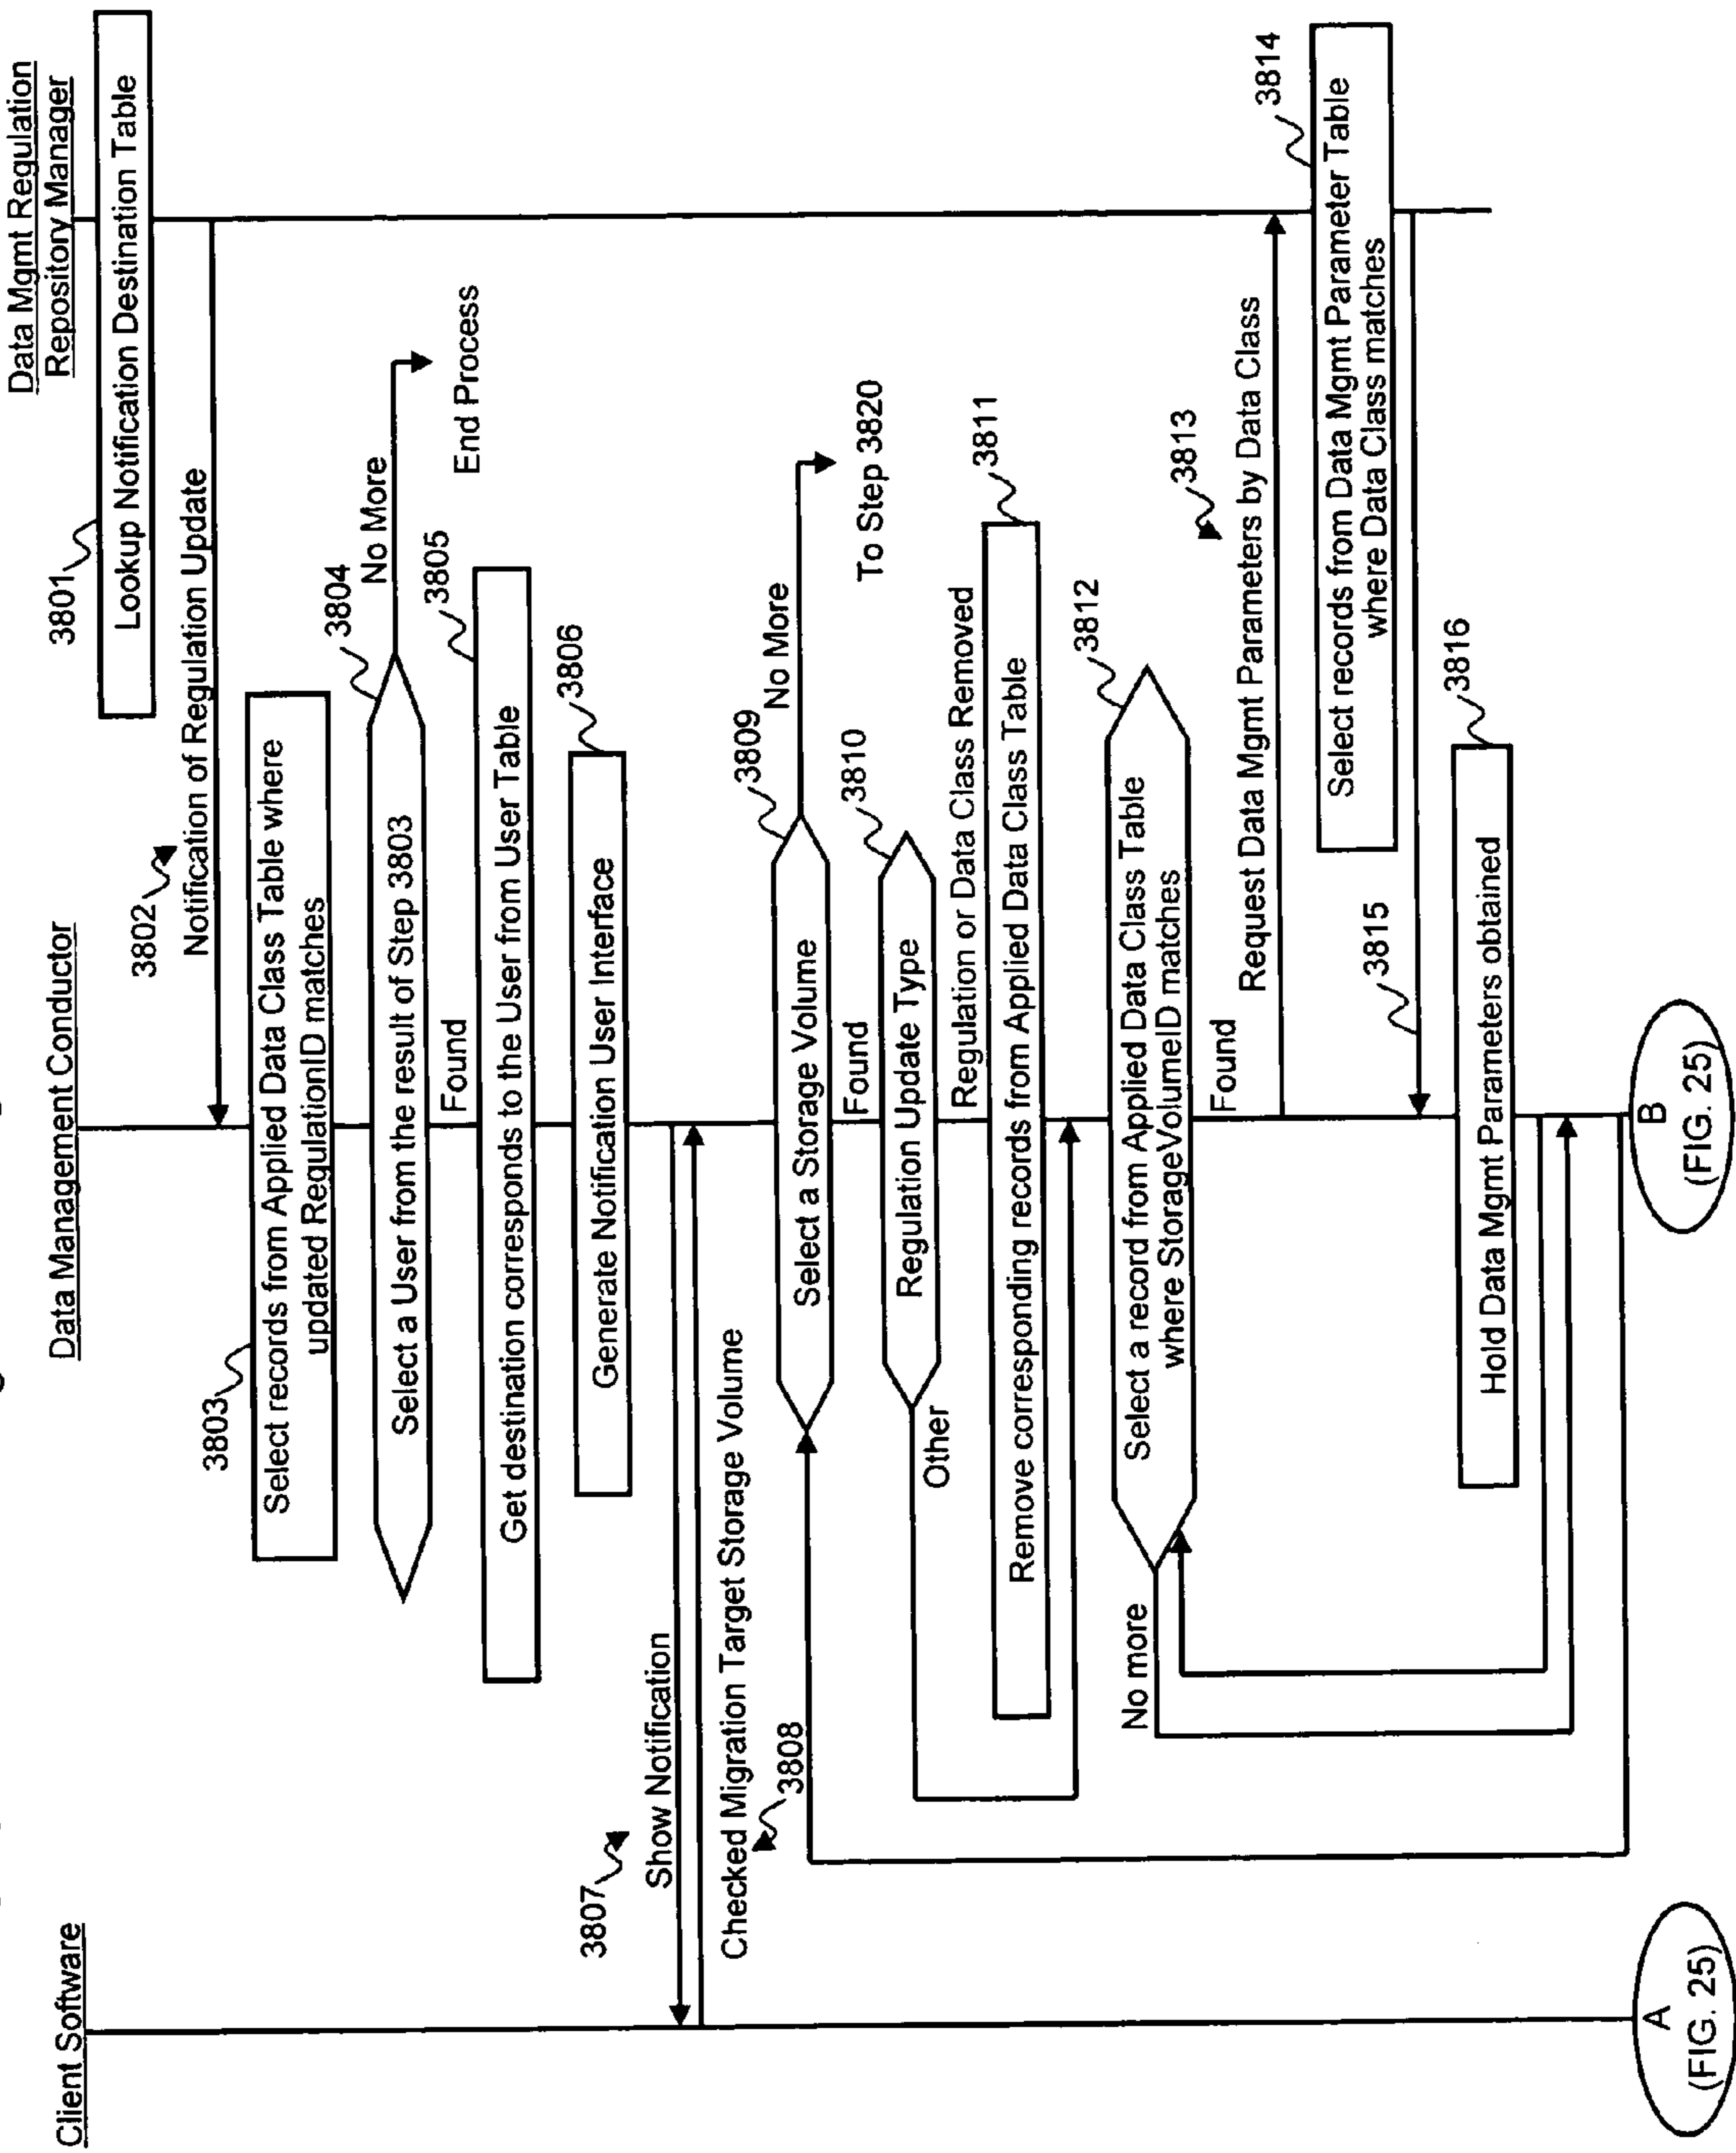 Client Software
Data Management Conductor
Data Mgmt Regulation
Repository Manager
3801
Lookup Notification Destination Table
3802
Notification of Regulation Update
3803
Select records from Applied Data Class Table where
updated RegulationID matches
3804
Select a User from the result of Step 3803
No More
End Process
Found
3805
Get destination corresponds to the User from User Table
3806
Generate Notification User Interface
3807
Show Notification
Checked Migration Target Storage Volume
3808
3809
Select a Storage Volume
No More
To Step 3820
Found
3810
Regulation Update Type
Other
Regulation or Data Class Removed
3811
Remove corresponding records from Applied Data Class Table
3812
Select a record from Applied Data Class Table
where StorageVolumeID matches
No more
Found
3813
Request Data Mgmt Parameters by Data Class
3814
Select records from Data Mgmt Parameter Table
where Data Class matches
3815
3816
Hold Data Mgmt Parameters obtained
A
(FIG. 25)
B
(FIG. 25)